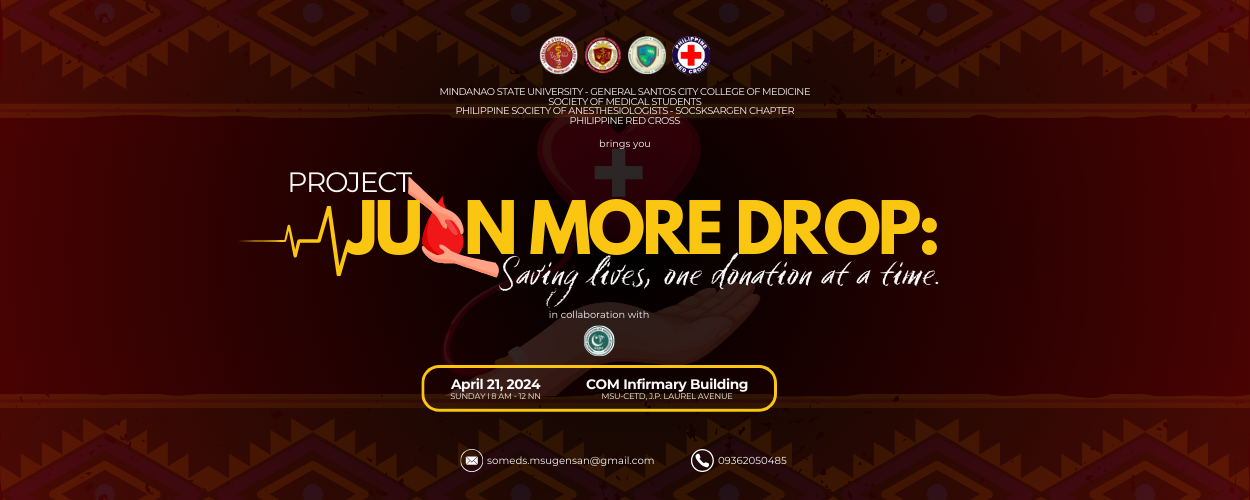 PHILIPPINE
RED CROSS
MINDANAO STATE UNIVERSITY - GENERAL SANTOS CITY COLLEGE OF MEDICINE
SOCIETY OF MEDICAL STUDENTS
PHILIPPINE SOCIETY OF ANESTHESIOLOGISTS - SOCSKSARGEN CHAPTER
PHILIPPINE RED CROSS
brings you
PROJECT
JUAN MORE DROP:
Saving lives, one donation at a time.
in collaboration with
April 21, 2024
SUNDAY I 8 AM - 12 NN
COM Infirmary Building
MSU-CETD, J.P. LAUREL AVENUE
someds.msugensan@gmail.com
09362050485